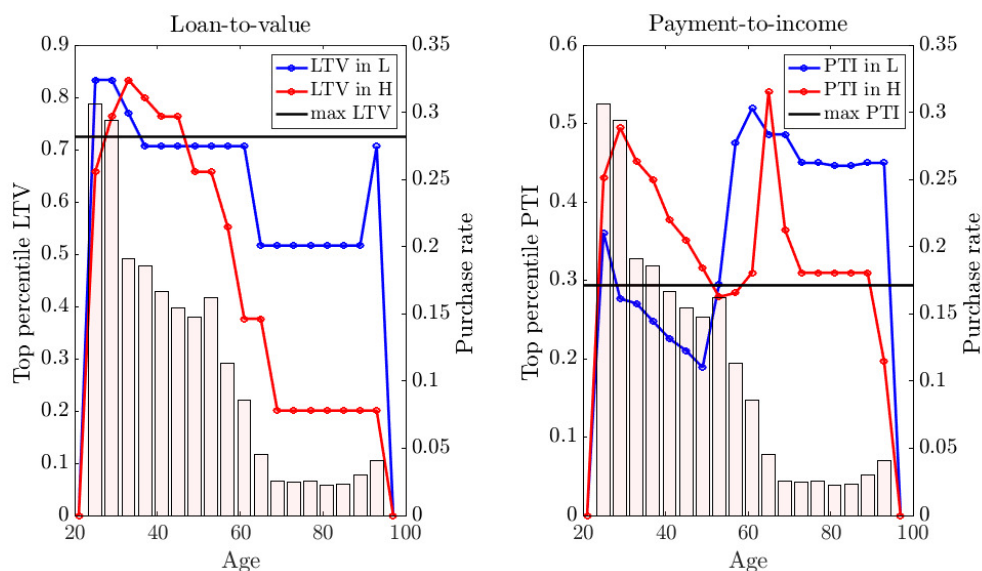 Loan-to-value
0.9
0.8
0.7
0.6
0.5
0.4
0.3
0.2
0.1
0
Top percentile LTV
LTV in L
LTV in H
max LTV
0.35
0.3
0.25
0.2
0.15
0.1
0.05
0
Purchase rate
20 40 60 80 100
Age
Payment-to-income
0.6
0.5
0.4
0.3
0.2
0.1
0
Top percentile PTI
PTI in L
PTI in H
max PTI
0.35
0.3
0.25
0.2
0.15
0.1
0.05
0
Purchase rate
20 40 60 80 100
Age